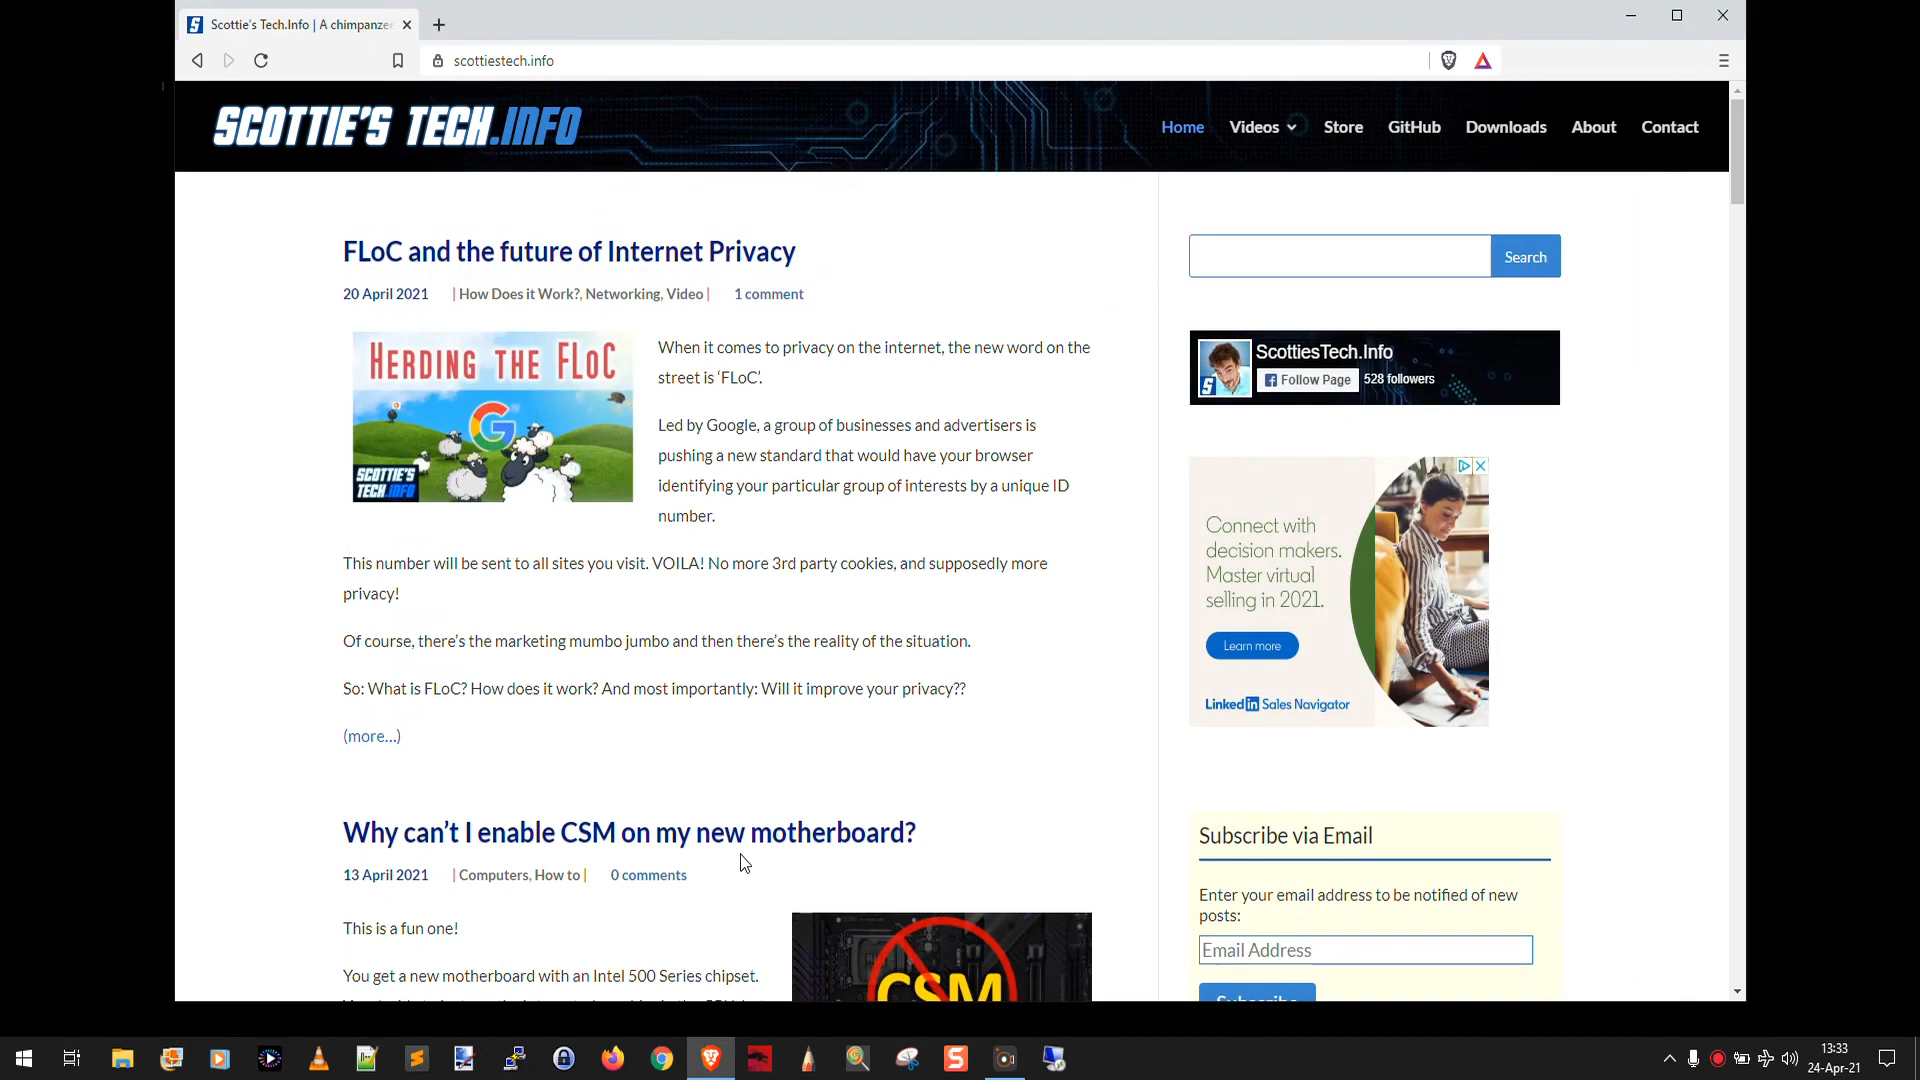 Scottie's Tech.Info | A chimpanzee
scottiestech.info
SCOTTIE'S TECH.INFO
Home Videos Store GitHub Downloads About Contact
FLoC and the future of Internet Privacy
20 April 2021 | How Does it Work?, Networking, Video | 1 comment
HERDING THE FLoC
G
SCOTTIE'S
TECH.INFO
When it comes to privacy on the internet, the new word on the
street is ‘FLoC’.
Led by Google, a group of businesses and advertisers is
pushing a new standard that would have your browser
identifying your particular group of interests by a unique ID
number.
This number will be sent to all sites you visit. VOILA! No more 3rd party cookies, and supposedly more
privacy!
Of course, there’s the marketing mumbo jumbo and then there’s the reality of the situation.
So: What is FLoC? How does it work? And most importantly: Will it improve your privacy??
(more…)
Why can’t I enable CSM on my new motherboard?
13 April 2021 | Computers, How to | 0 comments
This is a fun one!
You get a new motherboard with an Intel 500 Series chipset.
CSM
Search
ScottiesTech.Info
Follow Page 528 followers
Connect with
decision makers.
Master virtual
selling in 2021.
Learn more
LinkedIn Sales Navigator
Subscribe via Email
Enter your email address to be notified of new
posts:
Email Address
Subscribe
13:33
24-Apr-21